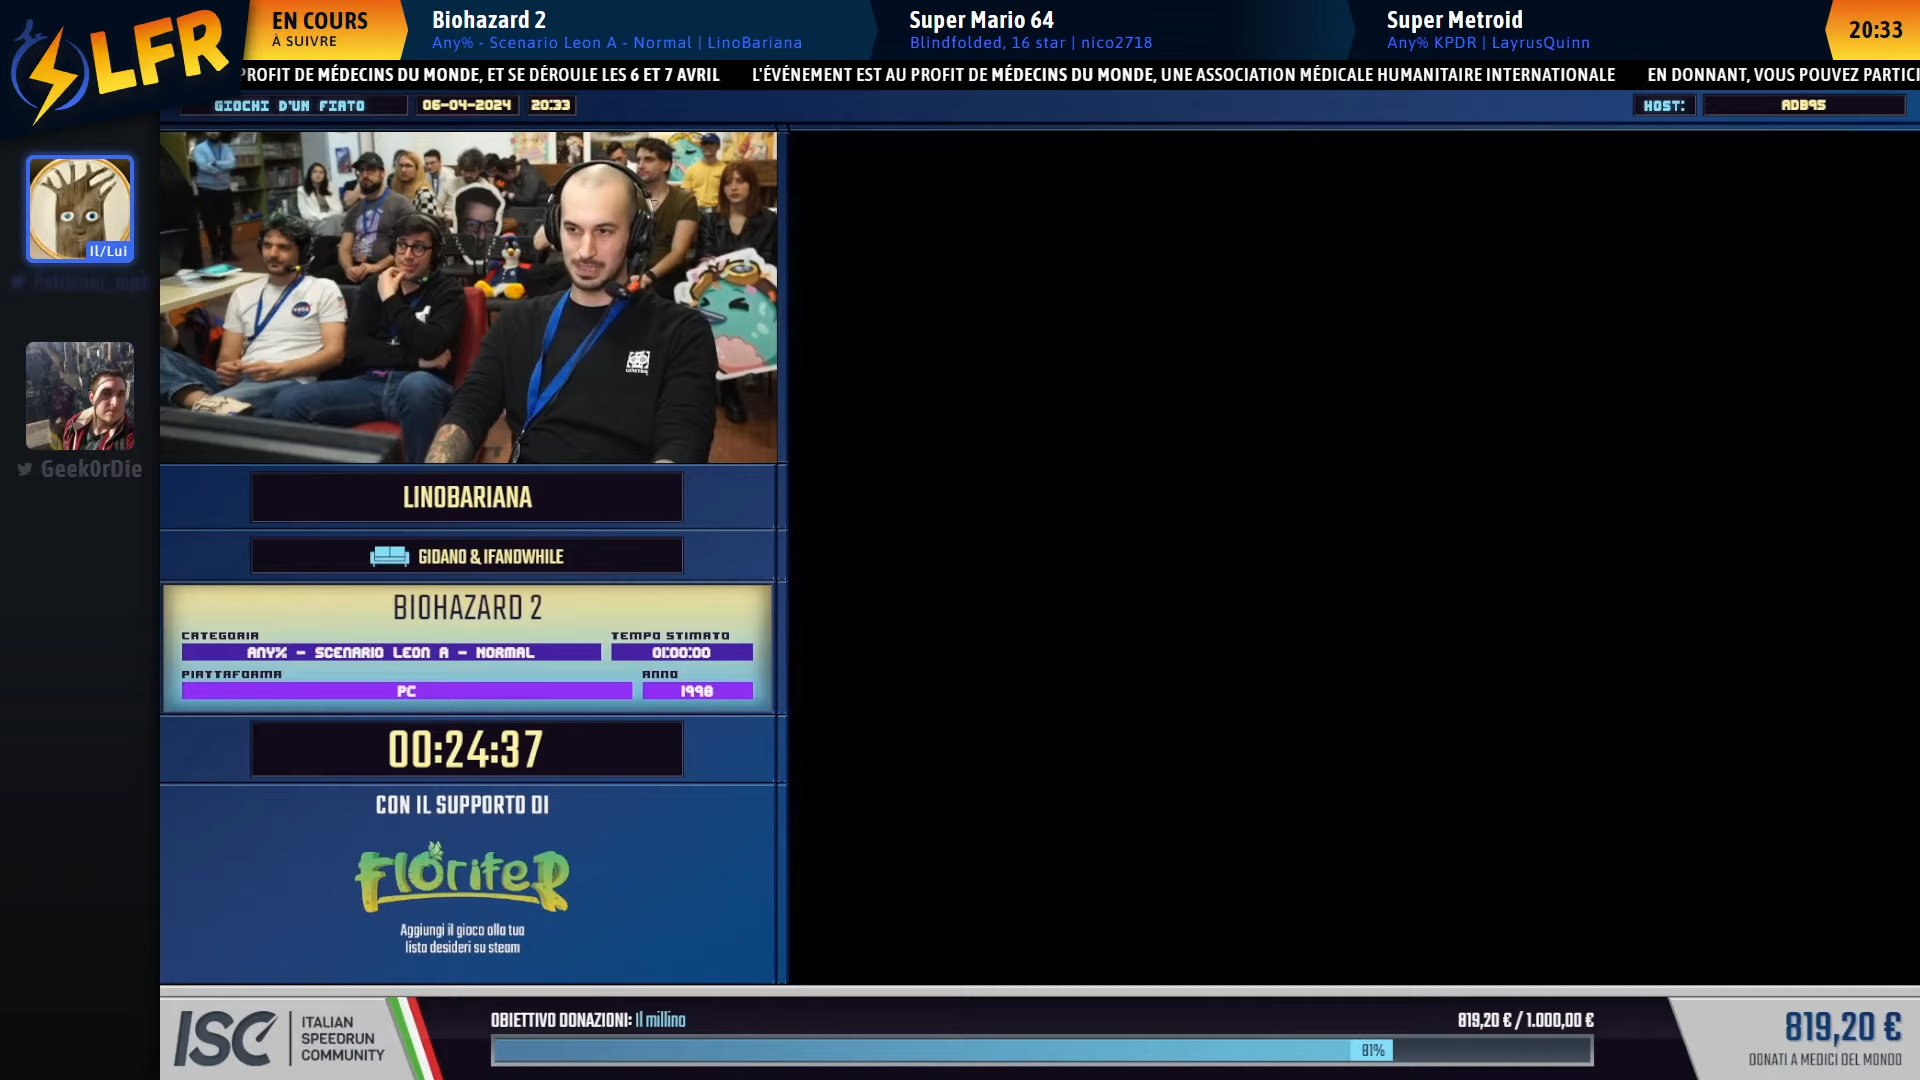 LFR
EN COURS
À SUIVRE
Biohazard 2
Any% - Scenario Leon A - Normal | LinoBariana
Super Mario 64
Blindfolded, 16 star | nico2718
Super Metroid
Any% KPDR | LayrusQuinn
20:33
PROFIT DE MÉDECINS DU MONDE, ET SE DÉROULE LES 6 ET 7 AVRIL L'ÉVÉNEMENT EST AU PROFIT DE MÉDECINS DU MONDE, UNE ASSOCIATION MÉDICALE HUMANITAIRE INTERNATIONALE EN DONNANT, VOUS POUVEZ PARTICI
GIOCHI D'UN FIATO
06-04-2024
20:33
HOST:
ADB95
Il/Lui
GeekOrDie
NASA
LINOBARIANA
GIDANO & IFANDWHILE
BIOHAZARD 2
CATEGORIA
TEMPO STIMATO
ANY% - SCENARIO LEON A - NORMAL
01:00:00
PIATTAFORMA
ANNO
PC
1998
00:24:37
CON IL SUPPORTO DI
FLORIFER
Aggiungi il gioco alla tua
lista desideri su steam
ISC
ITALIAN
SPEEDRUN
COMMUNITY
OBIETTIVO DONAZIONI: Il millino
819,20 € / 1.000,00 €
81%
819,20 €
DONATI A MEDICI DEL MONDO